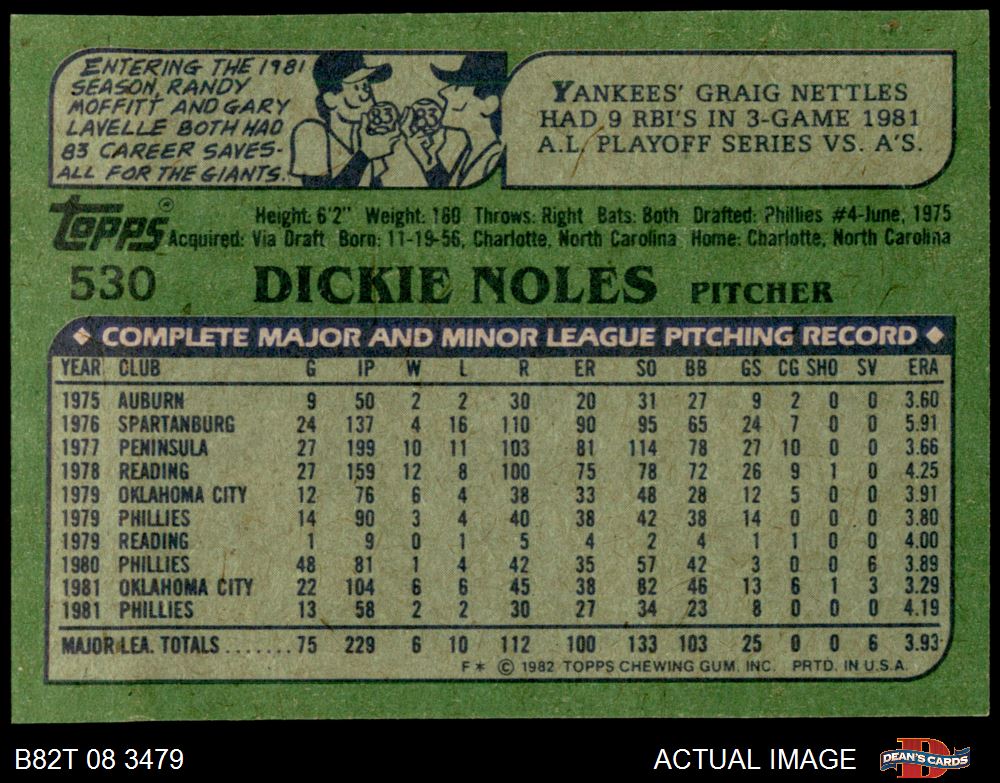 ENTERING THE 1981
SEASON, RANDY
MOFFITT AND GARY
LAVELLE BOTH HAD
83 CAREER SAVES-
ALL FOR THE GIANTS.
83 83
YANKEES' GRAIG NETTLES
HAD 9 RBI'S IN 3-GAME 1981
A.L. PLAYOFF SERIES VS. A'S.
TOPPS®
Height: 6'2" Weight: 160 Throws: Right Bats: Both Drafted: Phillies #4-June, 1975
Acquired: Via Draft Born: 11-19-56, Charlotte, North Carolina Home: Charlotte, North Carolina
530 DICKIE NOLES PITCHER
COMPLETE MAJOR AND MINOR LEAGUE PITCHING RECORD
YEAR CLUB G IP W L R ER SO BB GS CG SHO SV ERA
1975 AUBURN 9 50 2 2 30 20 31 27 9 2 0 0 3.60
1976 SPARTANBURG 24 137 4 16 110 90 95 65 24 7 0 0 5.91
1977 PENINSULA 27 199 10 11 103 81 114 78 27 10 0 0 3.66
1978 READING 27 159 12 8 100 75 78 72 26 9 1 0 4.25
1979 OKLAHOMA CITY 12 76 6 4 38 33 48 28 12 5 0 0 3.91
1979 PHILLIES 14 90 3 4 40 38 42 38 14 0 0 0 3.80
1979 READING 1 9 0 1 5 4 2 4 1 1 0 0 4.00
1980 PHILLIES 48 81 1 4 42 35 57 42 3 0 0 6 3.89
1981 OKLAHOMA CITY 22 104 6 6 45 38 82 46 13 6 1 3 3.29
1981 PHILLIES 13 58 2 2 30 27 34 23 8 0 0 0 4.19
MAJOR LEA. TOTALS.......75 229 6 10 112 100 133 103 25 0 0 6 3.93
F* © 1982 TOPPS CHEWING GUM, INC. PRTD. IN U.S.A.
B82T 08 3479 ACTUAL IMAGE DEAN'S CARDS